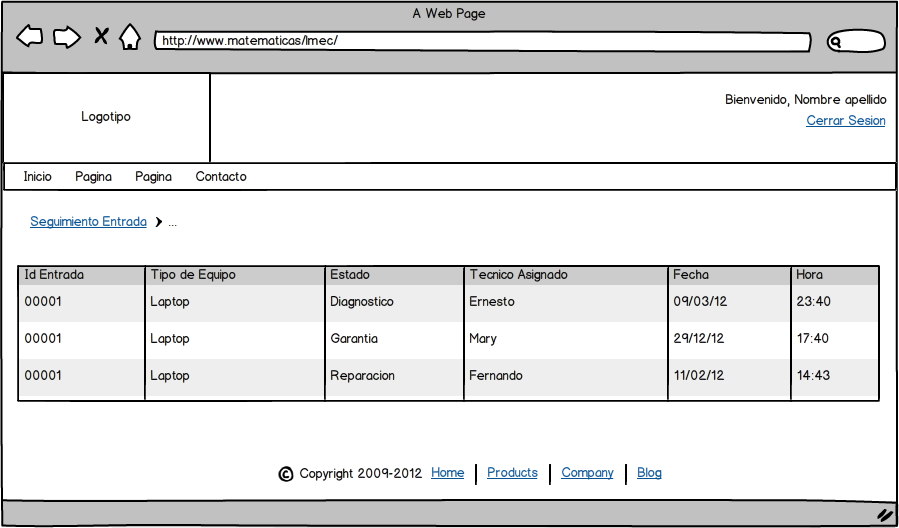 A Web Page
http://www.matematicas/lmec/
Logotipo
Bienvenido, Nombre apellido
Cerrar Sesion
Inicio Pagina Pagina Contacto
Seguimiento Entrada > ...
Id Entrada Tipo de Equipo Estado Tecnico Asignado Fecha Hora
00001 Laptop Diagnostico Ernesto 09/03/12 23:40
00001 Laptop Garantia Mary 29/12/12 17:40
00001 Laptop Reparacion Fernando 11/02/12 14:43
© Copyright 2009-2012 Home | Products | Company | Blog